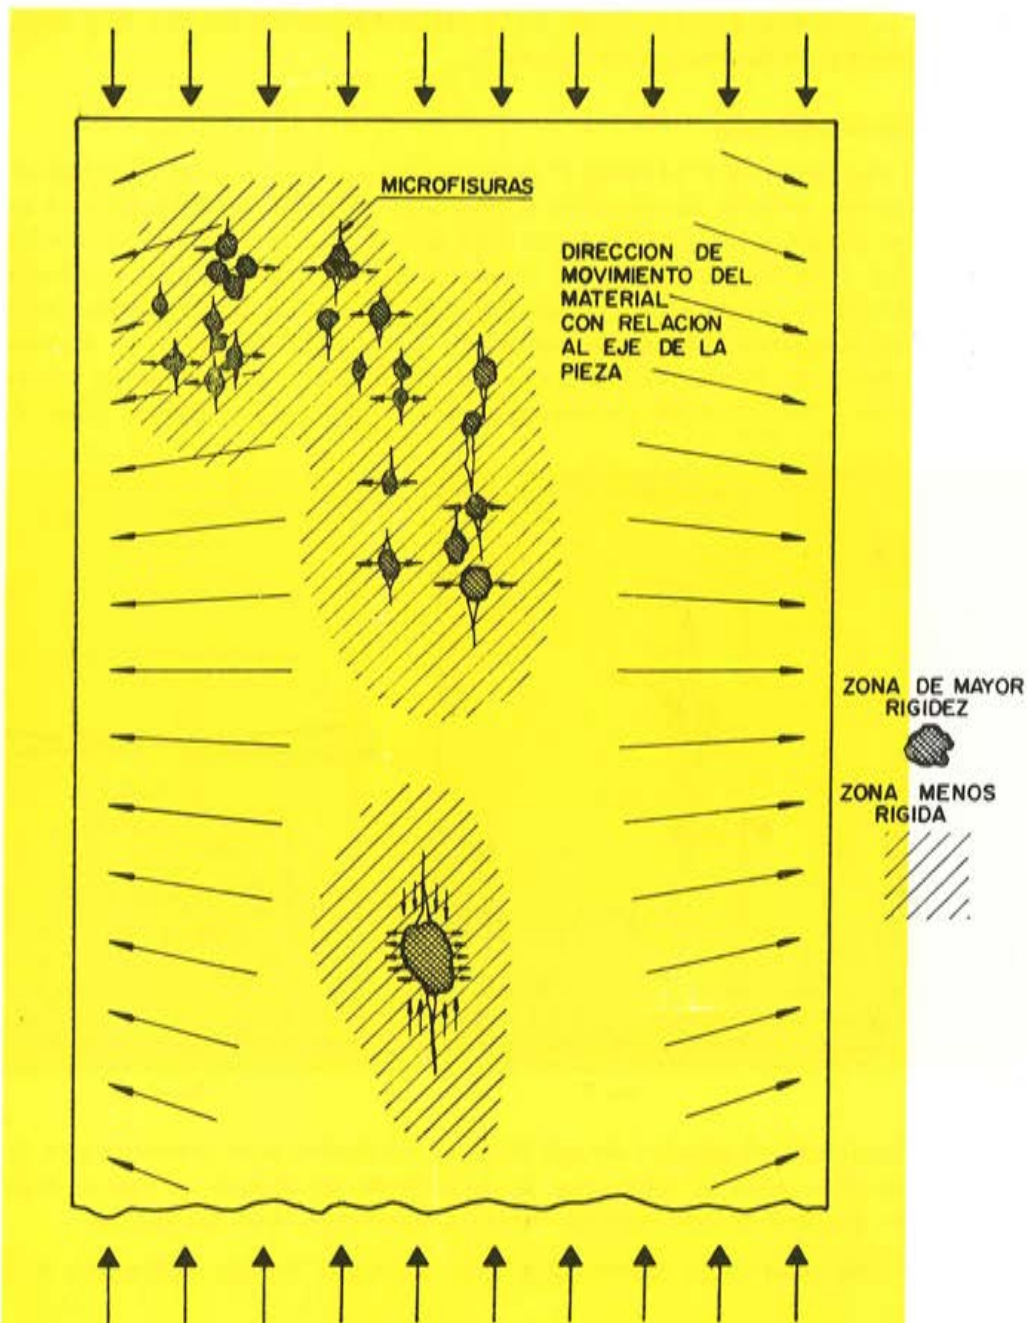 MICROFISURAS
DIRECCION DE
MOVIMIENTO DEL
MATERIAL
CON RELACION
AL EJE DE LA
PIEZA
ZONA DE MAYOR
RIGIDEZ
ZONA MENOS
RIGIDA